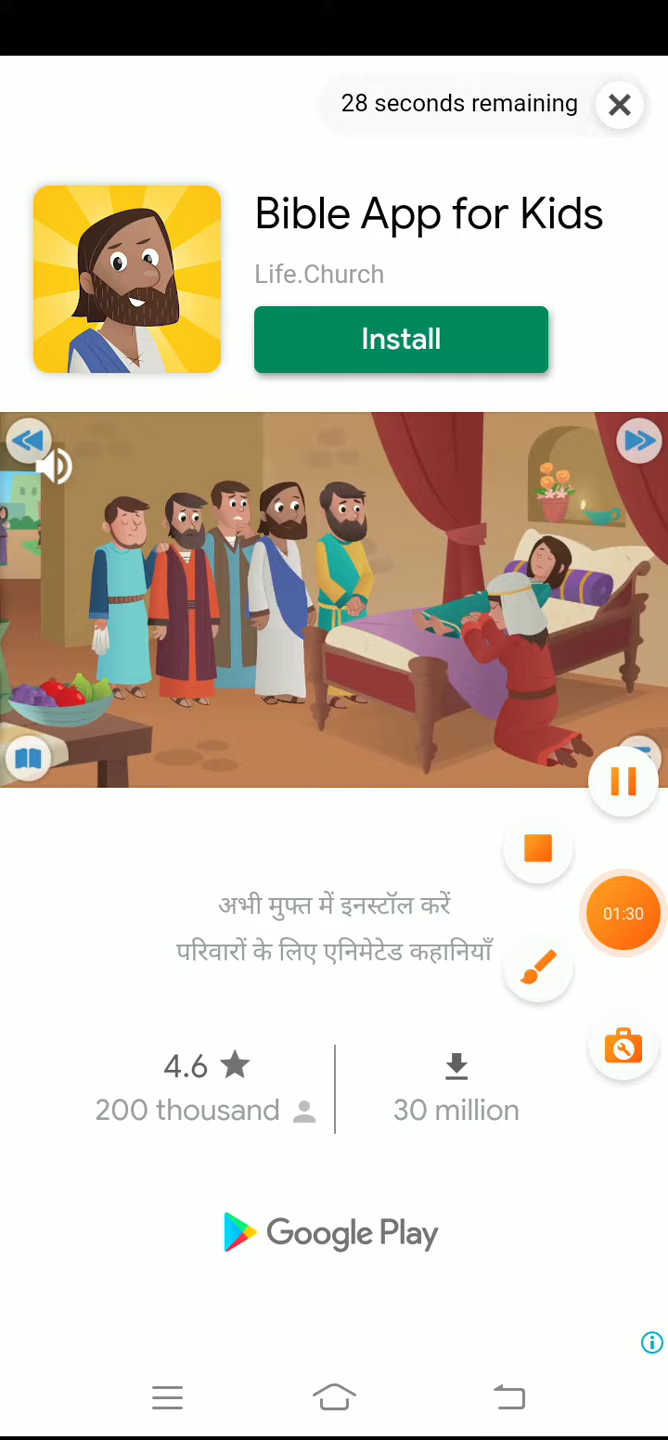 28 seconds remaining
Bible App for Kids
Life.Church
Install
अभी मुफ्त में इनस्टॉल करें
परिवारों के लिए एनिमेटेड कहानियाँ
01:30
4.6
200 thousand
30 million
Google Play